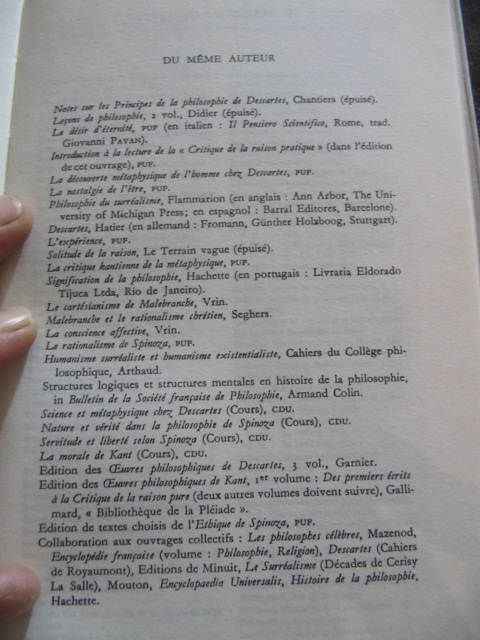 DU MÊME AUTEUR
Notes sur les Principes de la philosophie de Descartes, Chantiers (épuisé).
Leçons de philosophie, 2 vol., Didier (épuisé).
Le désir d'éternité, PUF (en italien : Il Pensiero Scientifico, Rome, trad.
Giovanni PAVAN).
Introduction à la lecture de la « Critique de la raison pratique » (dans l'édition
de cet ouvrage), PUF.
La découverte métaphysique de l'homme chez Descartes, PUF.
La nostalgie de l'être, PUF.
Philosophie du surréalisme, Flammarion (en anglais : Ann Arbor, The Uni-
versity of Michigan Press; en espagnol : Barral Editores, Barcelone).
Descartes, Hatier (en allemand : Fromann, Günther Holzboog, Stuttgart).
L'expérience, PUF.
Solitude de la raison, Le Terrain vague (épuisé).
La critique kantienne de la métaphysique, PUF.
Signification de la philosophie, Hachette (en portugais : Livraria Eldorado
Tijuca Ltda, Rio de Janeiro).
Le cartésianisme de Malebranche, Vrin.
Malebranche et le rationalisme chrétien, Seghers.
La conscience affective, Vrin.
Le rationalisme de Spinoza, PUF.
Humanisme surréaliste et humanisme existentialiste, Cahiers du Collège phi-
losophique, Arthaud.
Structures logiques et structures mentales en histoire de la philosophie,
in Bulletin de la Société française de Philosophie, Armand Colin.
Science et métaphysique chez Descartes (Cours), CDU.
Nature et vérité dans la philosophie de Spinoza (Cours), CDU.
Servitude et liberté selon Spinoza (Cours), CDU.
La morale de Kant (Cours), CDU.
Edition des Œuvres philosophiques de Descartes, 3 vol., Garnier.
Edition des Œuvres philosophiques de Kant, 1er volume : Des premiers écrits
à la Critique de la raison pure (deux autres volumes doivent suivre), Galli-
mard, « Bibliothèque de la Pléiade ».
Edition de textes choisis de l'Ethique de Spinoza, PUF.
Collaboration aux ouvrages collectifs : Les philosophes célèbres, Mazenod,
Encyclopédie française (volume : Philosophie, Religion), Descartes (Cahiers
de Royaumont), Editions de Minuit, Le Surréalisme (Décades de Cerisy
La Salle), Mouton, Encyclopaedia Universalis, Histoire de la philosophie,
Hachette.